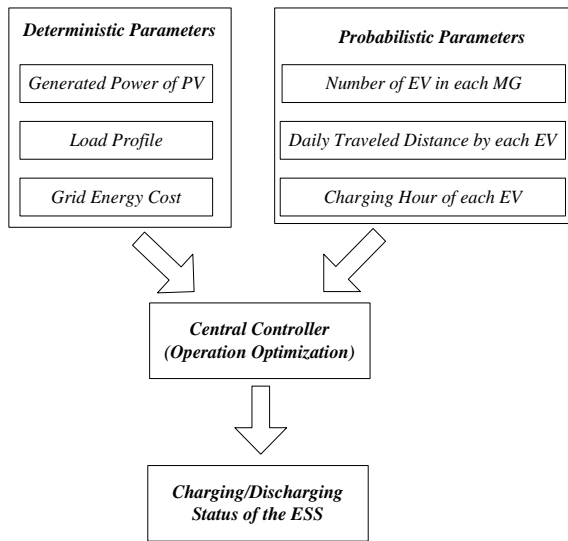 Deterministic Parameters
Generated Power of PV
Load Profile
Grid Energy Cost
Probabilistic Parameters
Number of EV in each MG
Daily Traveled Distance by each EV
Charging Hour of each EV
Central Controller
(Operation Optimization)
Charging/Discharging
Status of the ESS